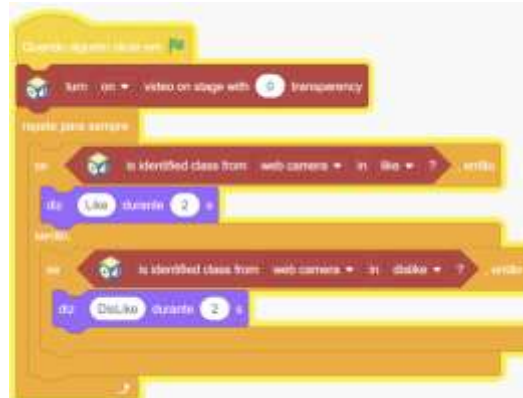 Quando alguém clicar em
turn on video on stage with 0 transparency
repete para sempre
se is identified class from web camera in like ? , então
diz Like durante 2 s
senão
se is identified class from web camera in dislike ? , então
diz DisLike durante 2 s